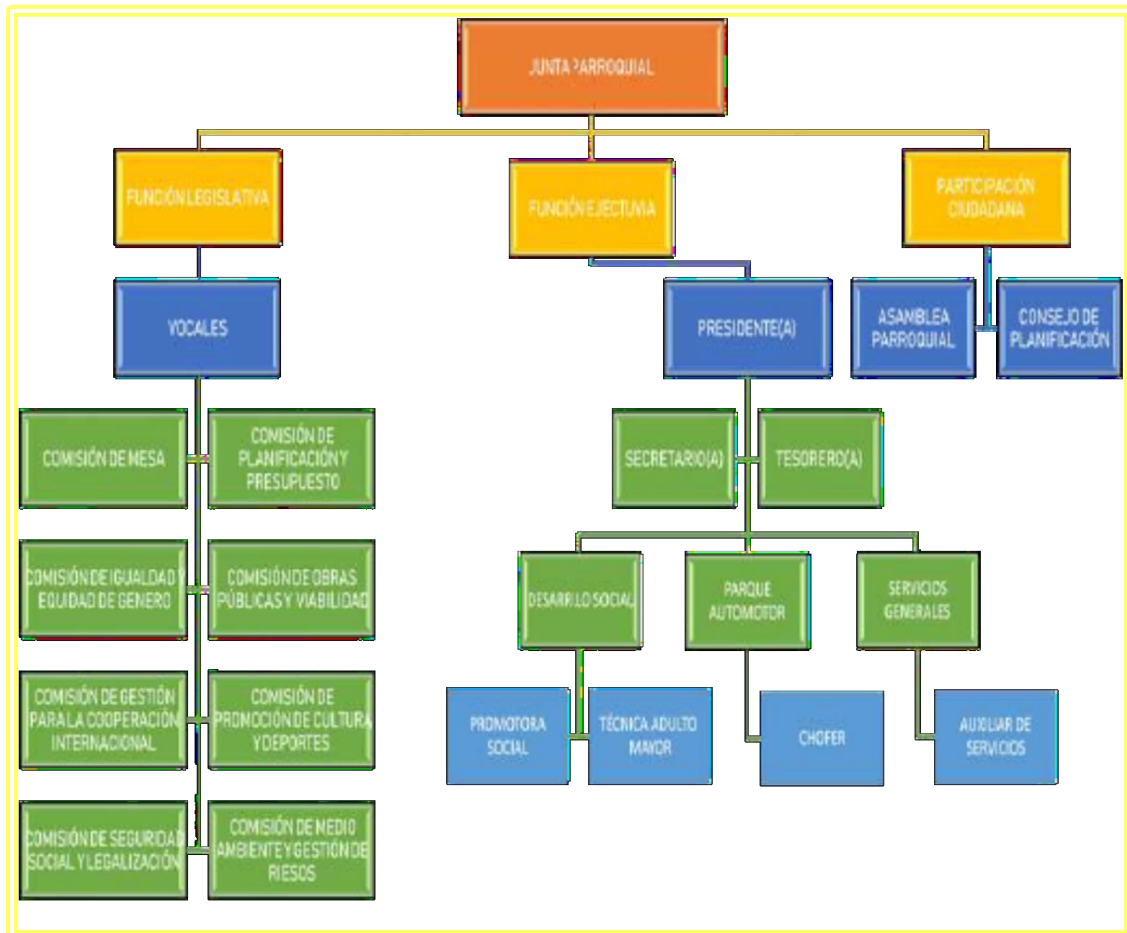 JUNTA PARROQUIAL
FUNCIÓN LEGISLATIVA
FUNCIÓN EJECTUVIA
PARTICIPACIÓN
CIUDADANA
VOCALES
PRESIDENTE(A)
ASAMBLEA
PARROQUIAL
CONSEJO DE
PLANIFICACIÓN
COMISIÓN DE MESA
COMISIÓN DE
PLANIFICACIÓN Y
PRESUPUESTO
SECRETARIO(A)
TESORERO(A)
COMISIÓN DE IGUALDAD Y
EQUIDAD DE GENERO
COMISIÓN DE OBRAS
PÚBLICAS Y VIABILIDAD
DESARRLLO SOCIAL
PARQUE
AUTOMOTOR
SERVICIOS
GENERALES
COMISIÓN DE GESTIÓN
PARA LA COOPERACIÓN
INTERNACIONAL
COMISIÓN DE
PROMOCIÓN DE CULTURA
Y DEPORTES
PROMOTORA
SOCIAL
TÉCNICA ADULTO
MAYOR
CHOFER
AUXILIAR DE
SERVICIOS
COMISIÓN DE SEGURIDAD
SOCIAL Y LEGALIZACIÓN
COMISIÓN DE MEDIO
AMBIENTE Y GESTIÓN DE
RIESOS